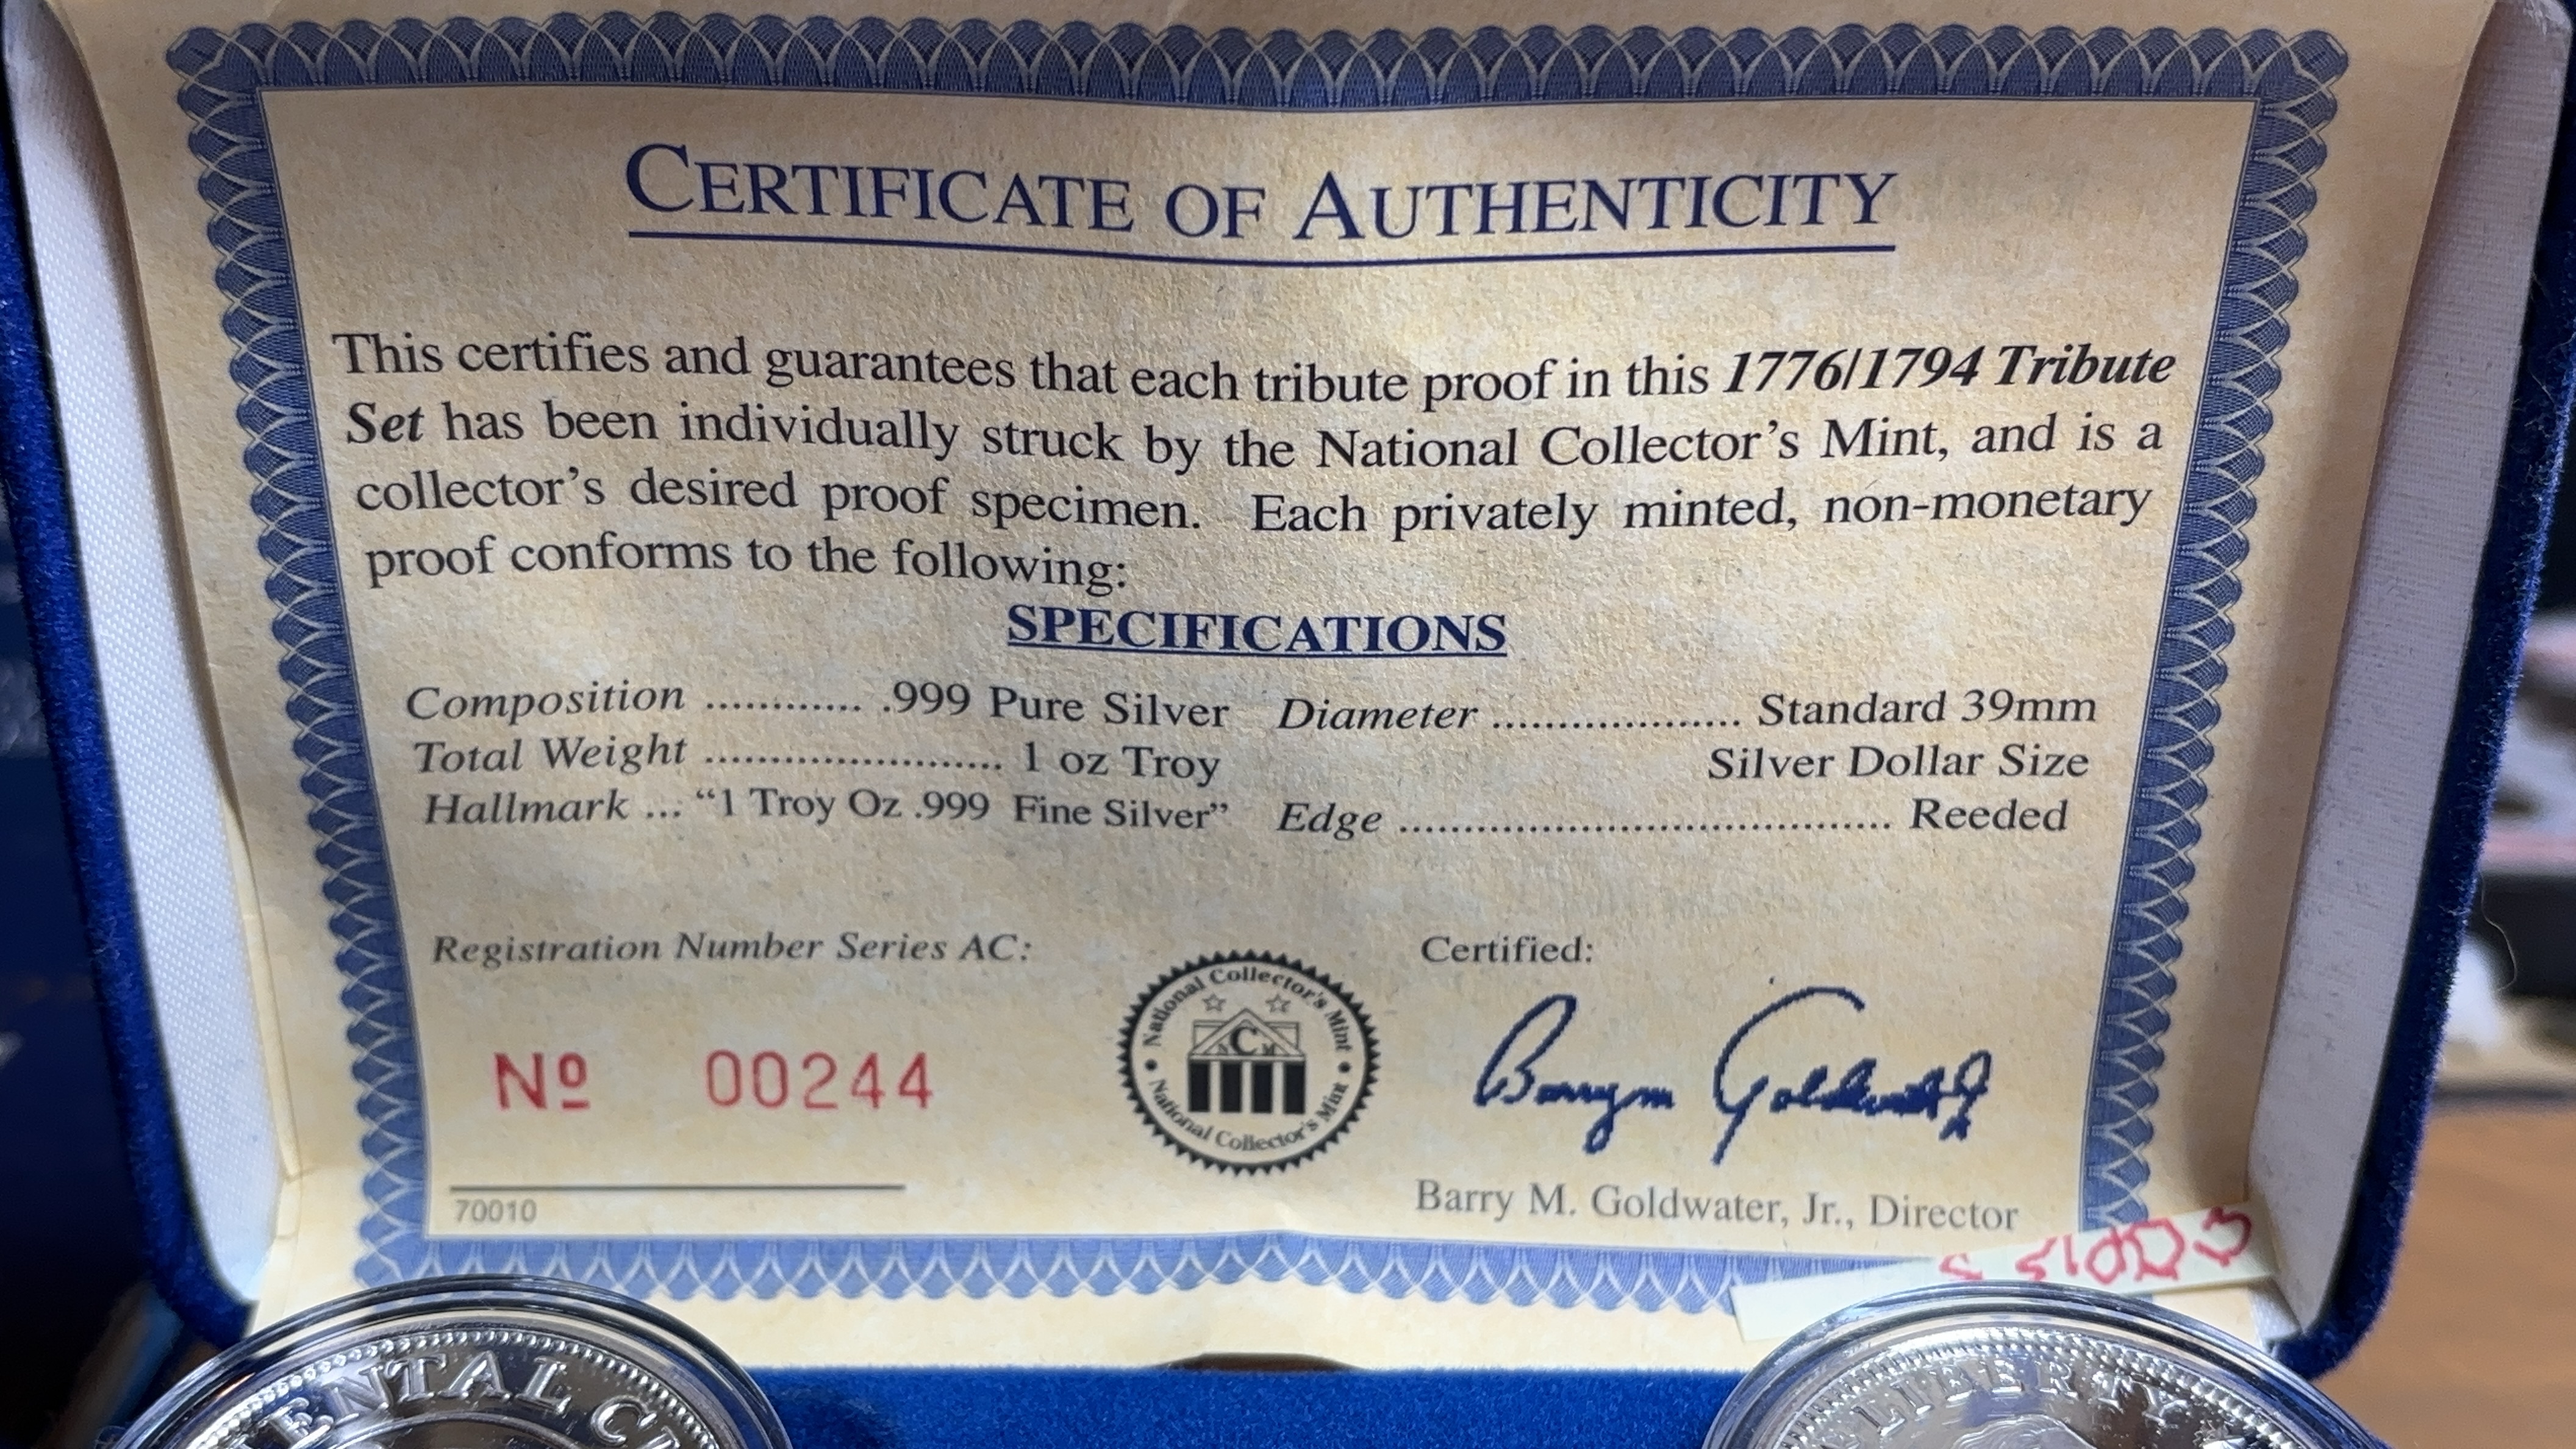 CERTIFICATE OF AUTHENTICITY
This certifies and guarantees that each tribute proof in this 1776/1794 Tribute
Set has been individually struck by the National Collector's Mint, and is a
collector's desired proof specimen. Each privately minted, non-monetary
proof conforms to the following:
SPECIFICATIONS
Composition ............ .999 Pure Silver
Total Weight ....................... 1 oz Troy
Hallmark ... "1 Troy Oz .999 Fine Silver"
Diameter ................... Standard 39mm
Silver Dollar Size
Edge ...................................... Reeded
Registration Number Series AC:
Nº 00244
70010
National Collector's Mint
NCM
National Collector's Mint
Certified:
Barry M. Goldwater, Jr., Director
LIBERTY